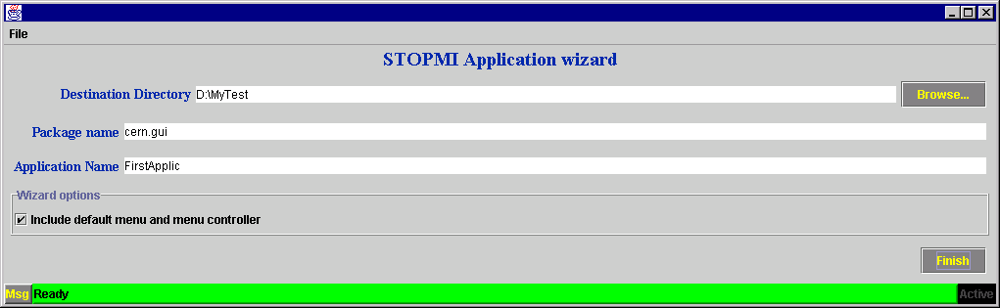 File
STOPMI Application wizard
Destination Directory D:\MyTest Browse...
Package name cern.gui
Application Name FirstApplic
Wizard options
Include default menu and menu controller
Finish
Msg Ready Active